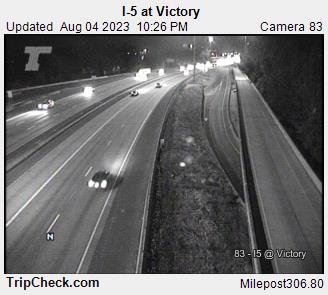 I-5 at Victory
Updated Aug 04 2023 10:26 PM Camera 83
T
N
83 - I5 @ Victory
TripCheck.com Milepost306.80